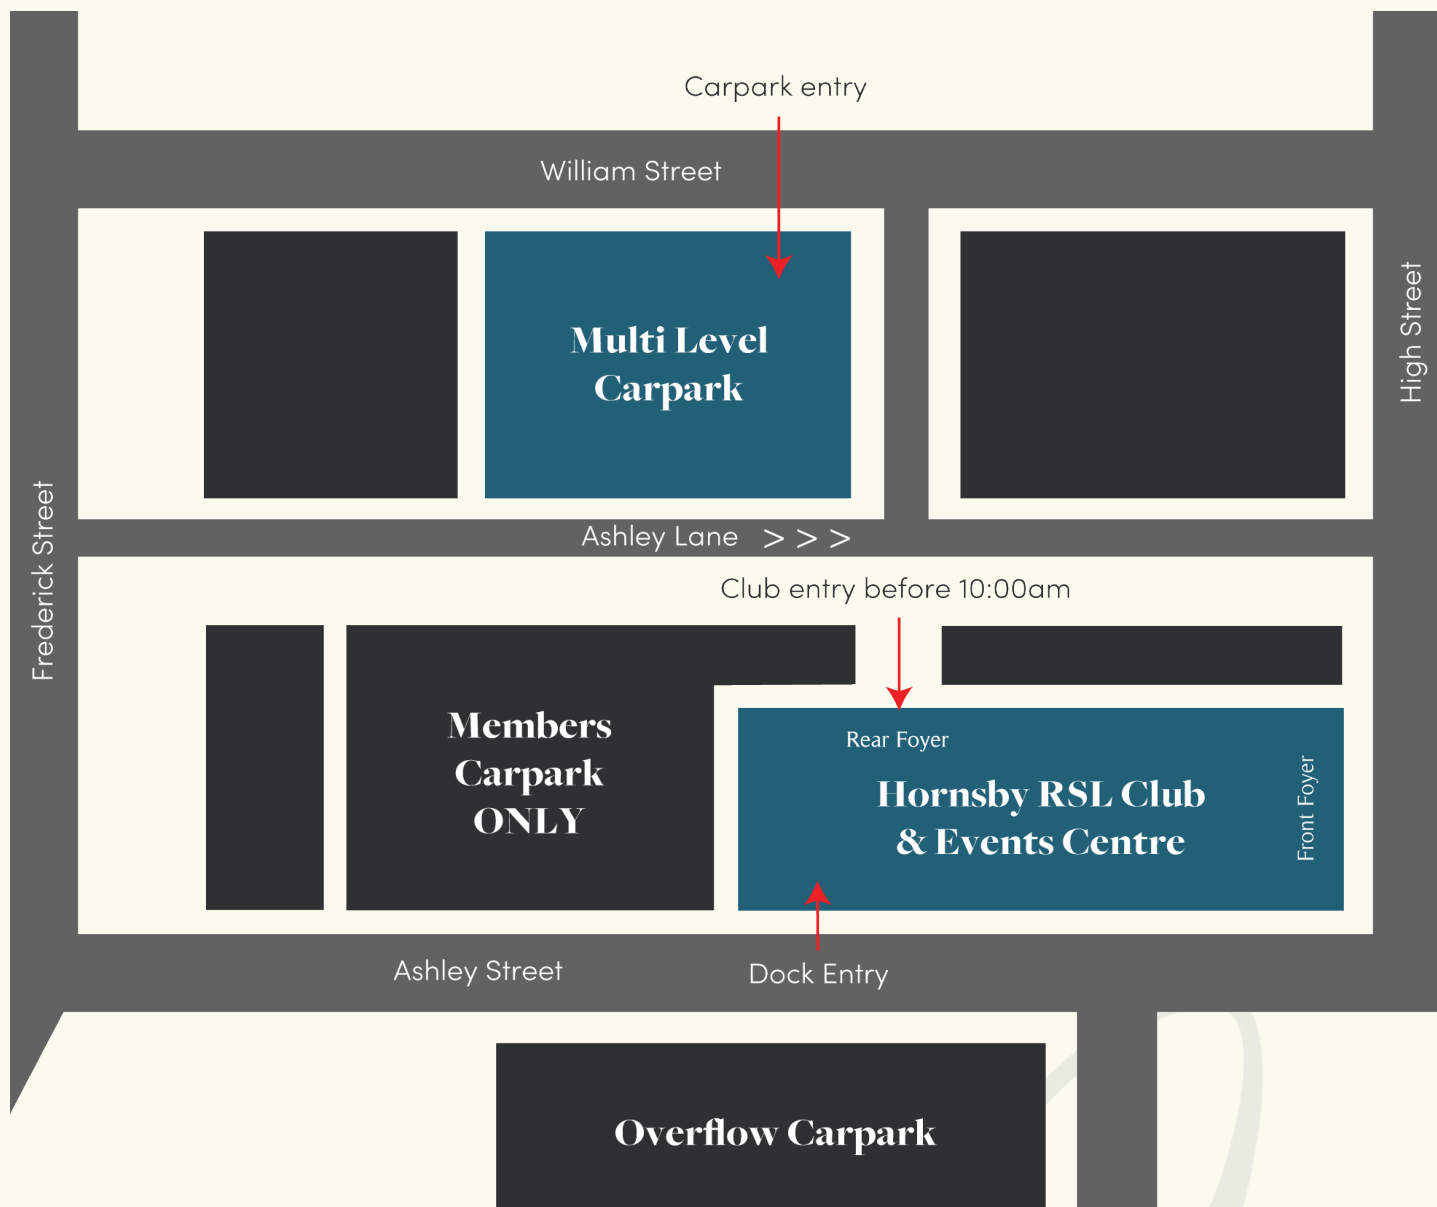 Carpark entry
William Street
Multi Level
Carpark
High Street
Frederick Street
Ashley Lane > > >
Club entry before 10:00am
Members
Carpark
ONLY
Rear Foyer
Hornsby RSL Club
& Events Centre
Front Foyer
Ashley Street
Dock Entry
Overflow Carpark